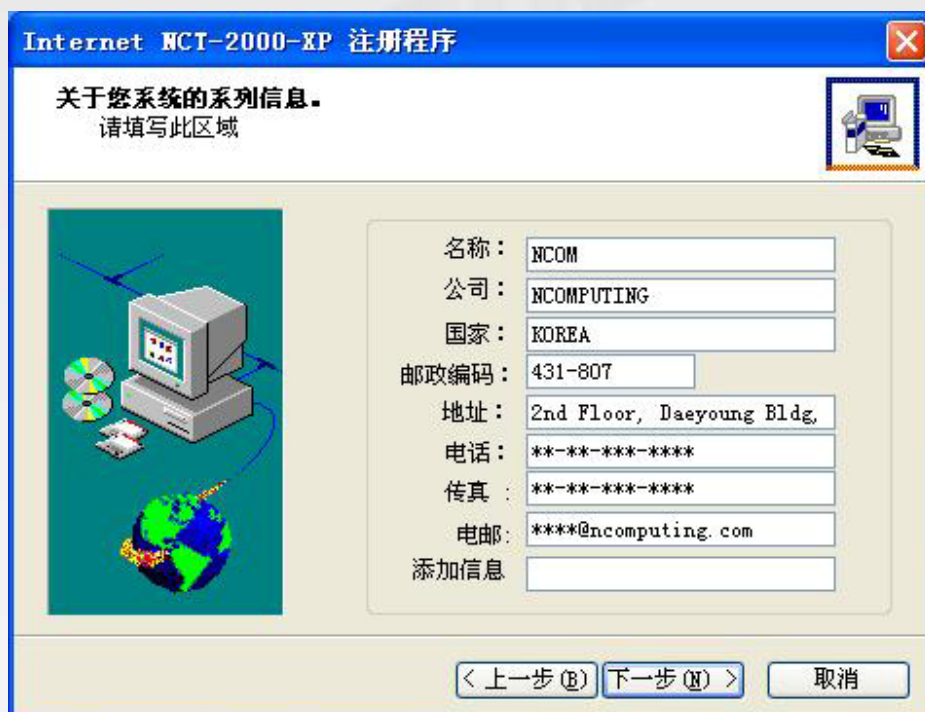 Internet NCT-2000-XP 注册程序
关于您系统的系列信息。
请填写此区域
名称： NCOM
公司： NCOMPUTING
国家： KOREA
邮政编码： 431-807
地址： 2nd Floor, Daeyoung Bldg,
电话： **-**-***-****
传真 : **-**-***-****
电邮: ****@ncomputing.com
添加信息
< 上一步(B) 下一步(N) > 取消